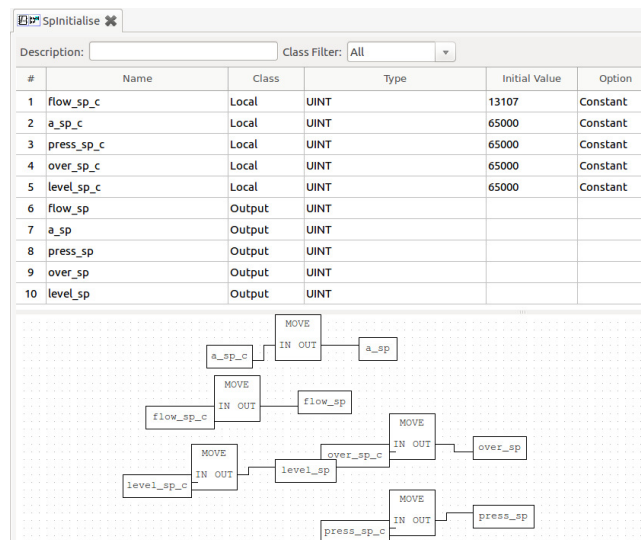 SpInitialise
Description: Class Filter: All
# Name Class Type Initial Value Option
1 flow_sp_c Local UINT 13107 Constant
2 a_sp_c Local UINT 65000 Constant
3 press_sp_c Local UINT 65000 Constant
4 over_sp_c Local UINT 65000 Constant
5 level_sp_c Local UINT 65000 Constant
6 flow_sp Output UINT
7 a_sp Output UINT
8 press_sp Output UINT
9 over_sp Output UINT
10 level_sp Output UINT
MOVE
a_sp_c IN OUT a_sp
MOVE
flow_sp_c IN OUT flow_sp
MOVE
over_sp_c IN OUT over_sp
MOVE
level_sp_c IN OUT level_sp
MOVE
press_sp_c IN OUT press_sp